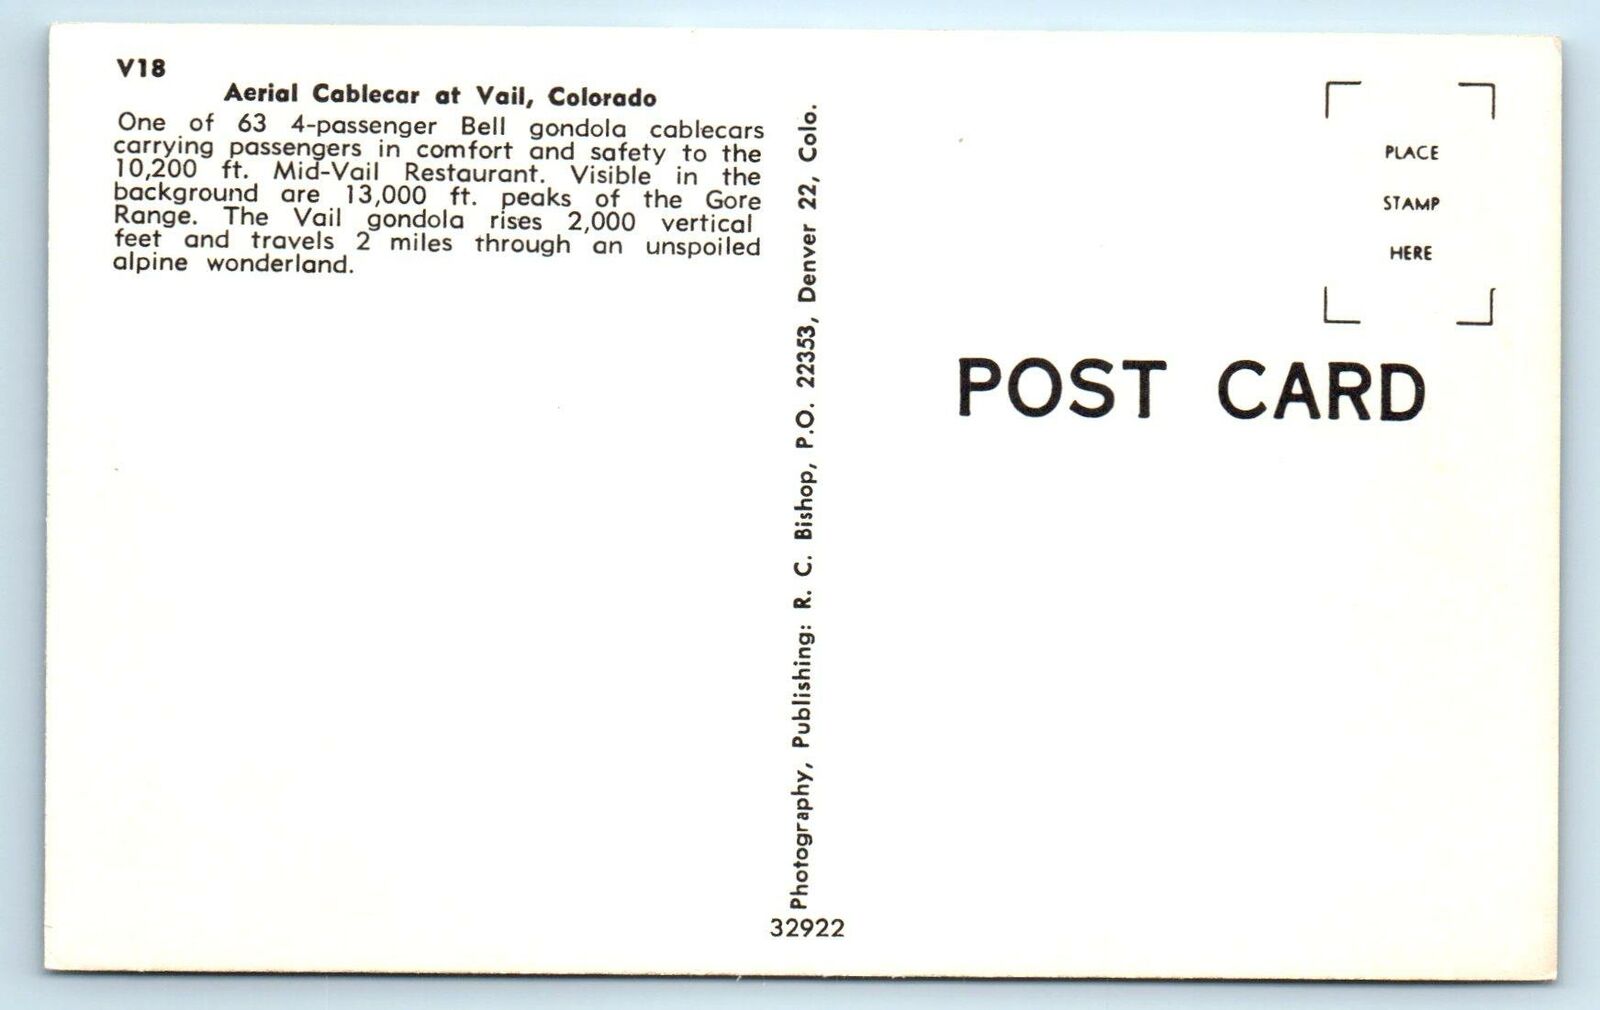 V18
Aerial Cablecar at Vail, Colorado
One of 63 4-passenger Bell gondola cablecars
carrying passengers in comfort and safety to the
10,200 ft. Mid-Vail Restaurant. Visible in the
background are 13,000 ft. peaks of the Gore
Range. The Vail gondola rises 2,000 vertical
feet and travels 2 miles through an unspoiled
alpine wonderland.
Photography, Publishing: R. C. Bishop, P.O. 22353, Denver 22, Colo.
32922
PLACE
STAMP
HERE
POST CARD